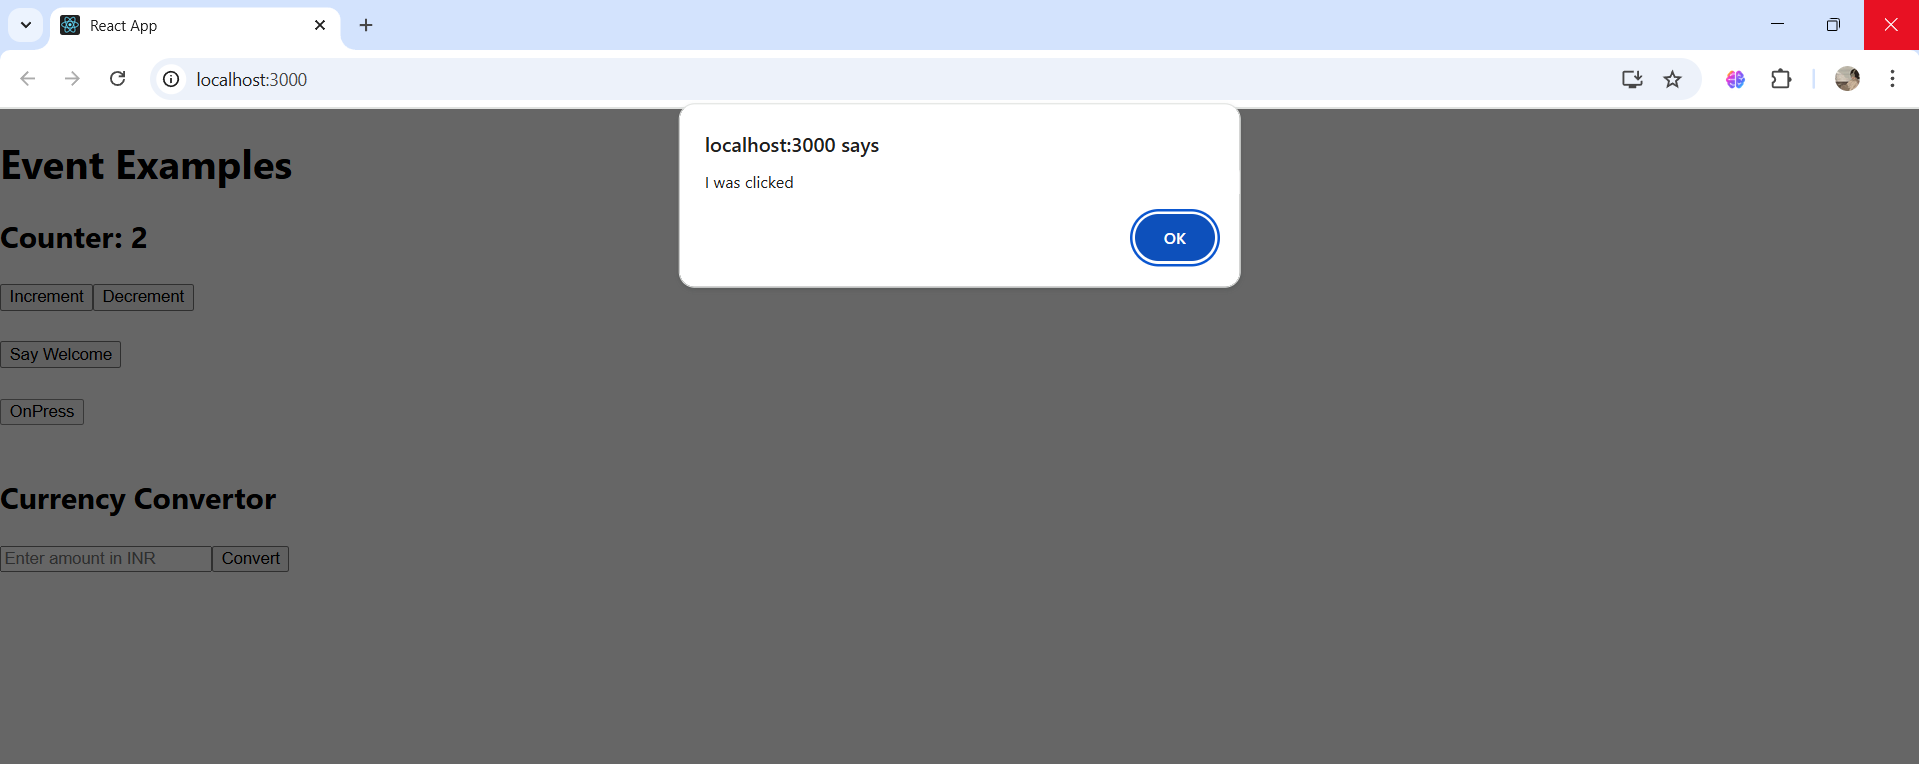 React App
localhost:3000
localhost:3000 says
I was clicked
OK
Event Examples
Counter: 2
Increment Decrement
Say Welcome
OnPress
Currency Convertor
Enter amount in INR Convert